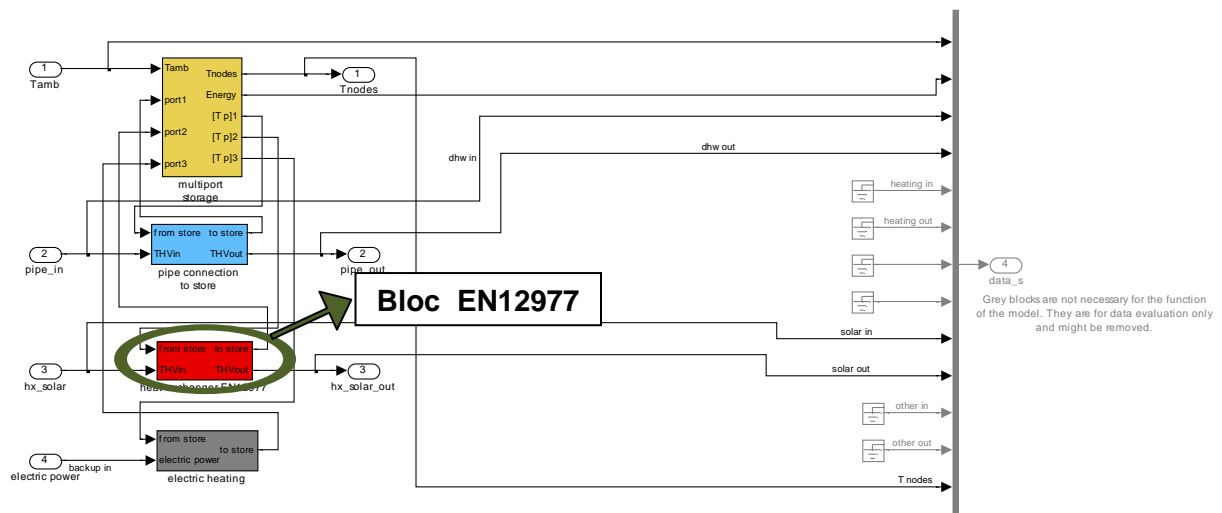 1
Tamb
Tamb
port1
port2
port3
Tnodes
Energy
[T p]1
[T p]2
[T p]3
multiport
storage
1
Tnodes
dhw in
dhw out
2
pipe_in
from store
to store
THVin
THVout
pipe connection
to store
2
pipe_out
Bloc EN12977
3
hx_solar
from store
to store
THVin
THVout
3
hx_solar_out
4
electric power
backup in
from store
to store
electric power
electric heating
heating in
heating out
solar in
solar out
other in
other out
T nodes
4
data_s
Grey blocks are not necessary for the function
of the model. They are for data evaluation only
and might be removed.